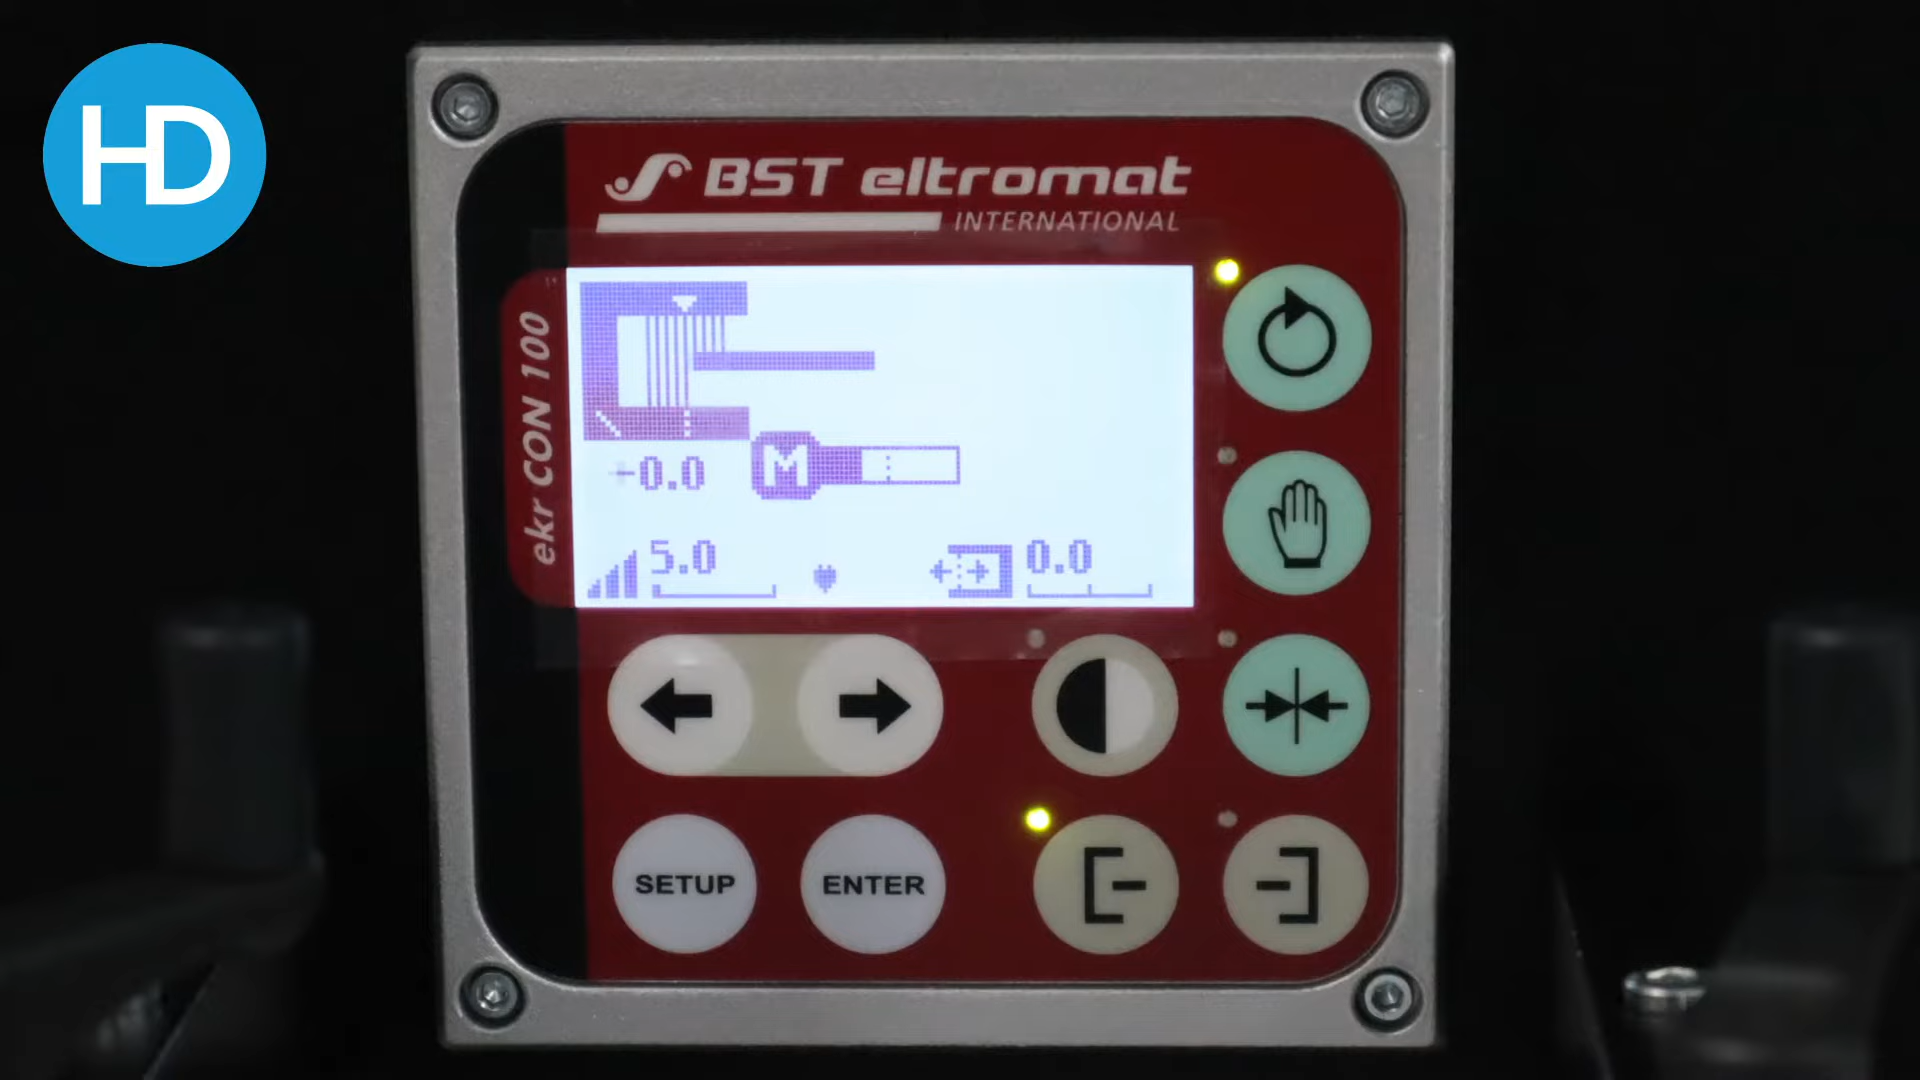 HD
BST eltromat
INTERNATIONAL
ekr CON 100
M
+0.0
5.0
0.0
SETUP
ENTER